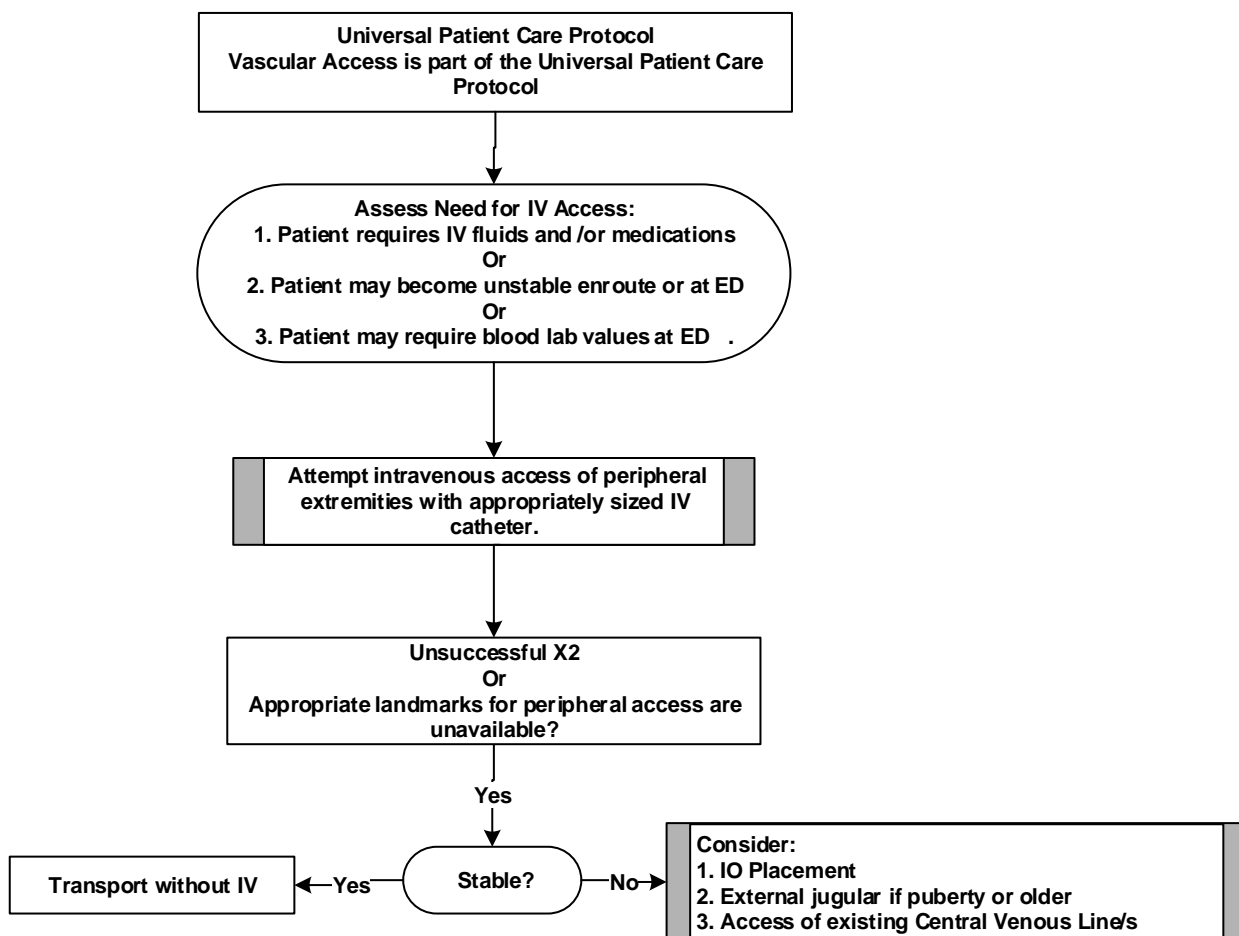 Universal Patient Care Protocol
Vascular Access is part of the Universal Patient Care
Protocol
Assess Need for IV Access:
1. Patient requires IV fluids and /or medications
Or
2. Patient may become unstable enroute or at ED
Or
3. Patient may require blood lab values at ED .
Attempt intravenous access of peripheral
extremities with appropriately sized IV
catheter.
Unsuccessful X2
Or
Appropriate landmarks for peripheral access are
unavailable?
Yes
Transport without IV
Yes
Stable?
No
Consider:
1. IO Placement
2. External jugular if puberty or older
3. Access of existing Central Venous Line/s